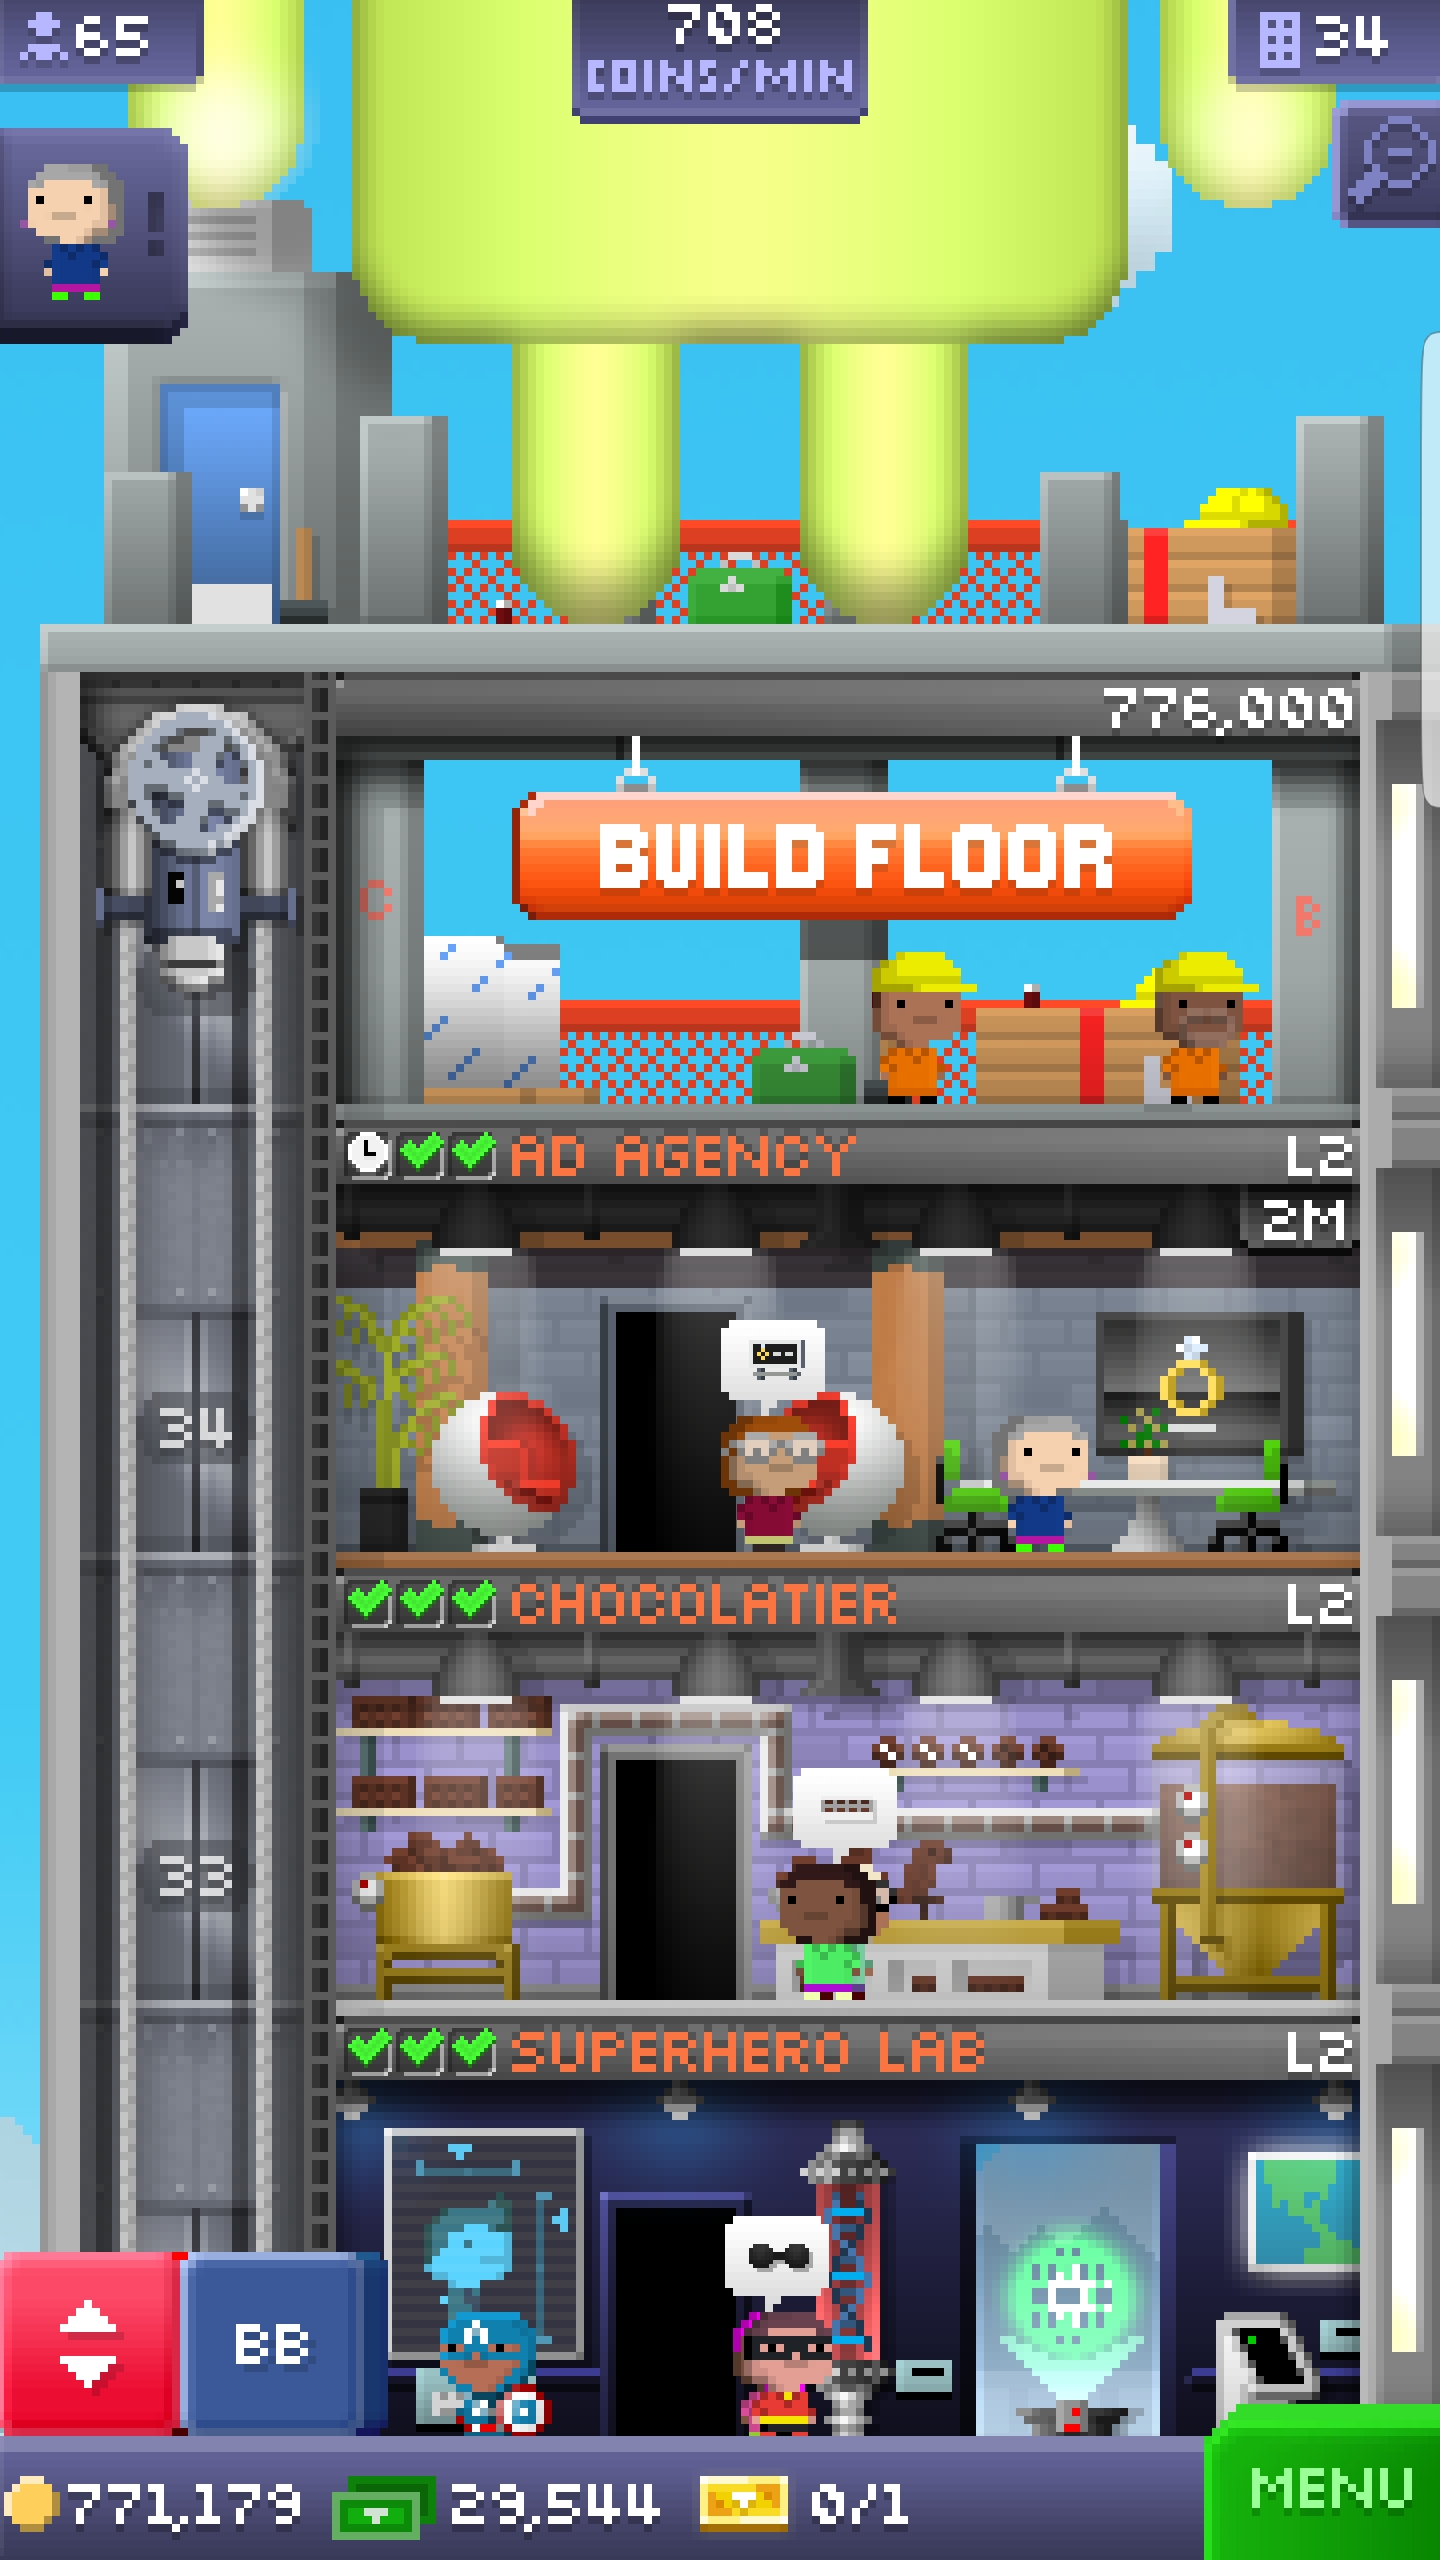 65
708
COINS/MIN
34
!
776,000
BUILD FLOOR
C
B
AD AGENCY L2
2M
34
CHOCOLATIER L2
33
SUPERHERO LAB L2
A
BB
771,179 29,544 0/1
MENU